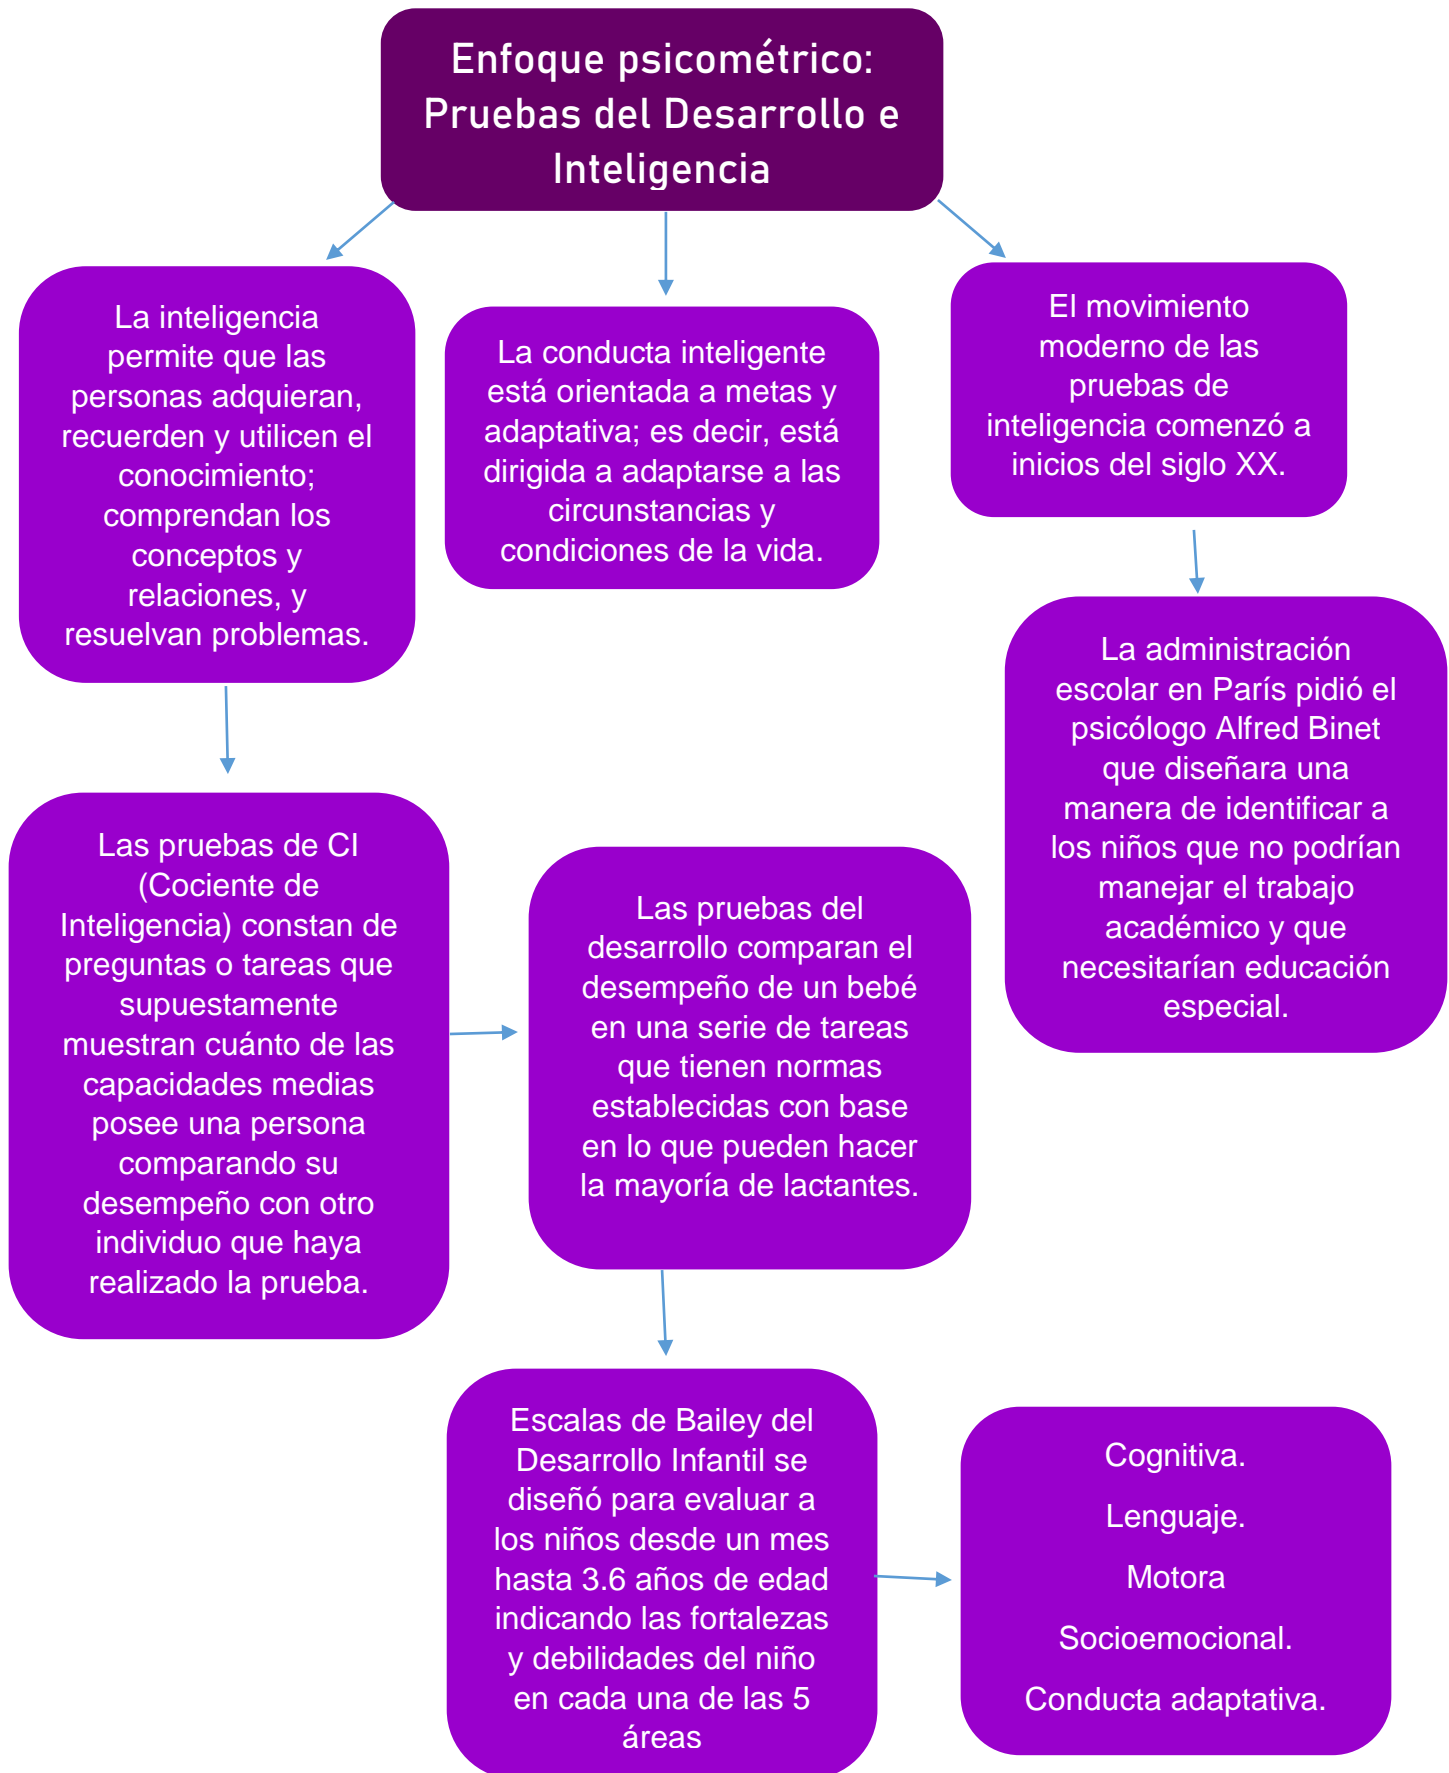 Enfoque psicométrico:
Pruebas del Desarrollo e
Inteligencia
La inteligencia
permite que las
personas adquieran,
recuerden y utilicen el
conocimiento;
comprendan los
conceptos y
relaciones, y
resuelvan problemas.
La conducta inteligente
está orientada a metas y
adaptativa; es decir, está
dirigida a adaptarse a las
circunstancias y
condiciones de la vida.
El movimiento
moderno de las
pruebas de
inteligencia comenzó a
inicios del siglo XX.
La administración
escolar en París pidió el
psicólogo Alfred Binet
que diseñara una
manera de identificar a
los niños que no podrían
manejar el trabajo
académico y que
necesitarían educación
especial.
Las pruebas de CI
(Cociente de
Inteligencia) constan de
preguntas o tareas que
supuestamente
muestran cuánto de las
capacidades medias
posee una persona
comparando su
desempeño con otro
individuo que haya
realizado la prueba.
Las pruebas del
desarrollo comparan el
desempeño de un bebé
en una serie de tareas
que tienen normas
establecidas con base
en lo que pueden hacer
la mayoría de lactantes.
Escalas de Bailey del
Desarrollo Infantil se
diseñó para evaluar a
los niños desde un mes
hasta 3.6 años de edad
indicando las fortalezas
y debilidades del niño
en cada una de las 5
áreas
Cognitiva.
Lenguaje.
Motora
Socioemocional.
Conducta adaptativa.